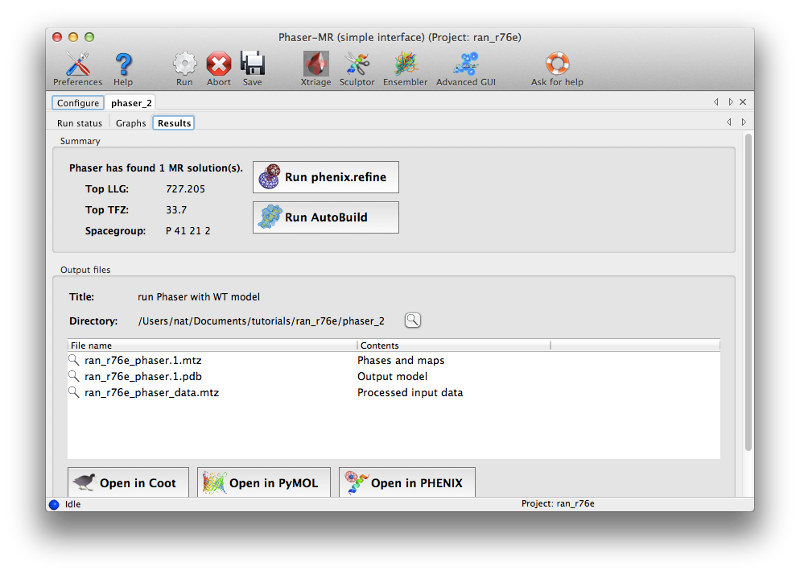 Phaser-MR (simple interface) (Project: ran_r76e)
Preferences Help Run Abort Save Xtriage Sculptor Ensembler Advanced GUI Ask for help
Configure phaser_2
Run status Graphs Results
Summary
Phaser has found 1 MR solution(s).
Top LLG: 727.205
Top TFZ: 33.7
Spacegroup: P 41 21 2
Run phenix.refine
Run AutoBuild
Output files
Title: run Phaser with WT model
Directory: /Users/nat/Documents/tutorials/ran_r76e/phaser_2
File name Contents
ran_r76e_phaser.1.mtz Phases and maps
ran_r76e_phaser.1.pdb Output model
ran_r76e_phaser_data.mtz Processed input data
Open in Coot Open in PyMOL Open in PHENIX
Idle Project: ran_r76e